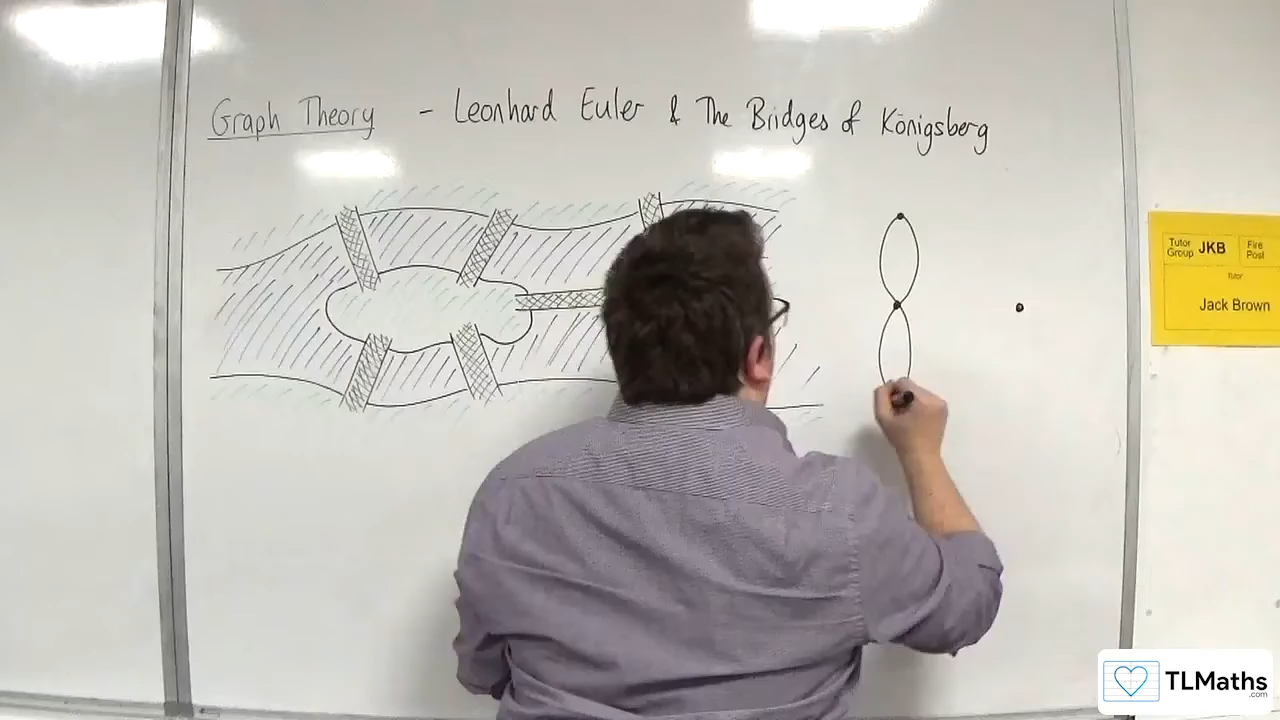 Graph Theory - Leonhard Euler & The Bridges of Königsberg
Tutor Group JKB Fire Post
Tutor
Jack Brown
TLMaths
.com